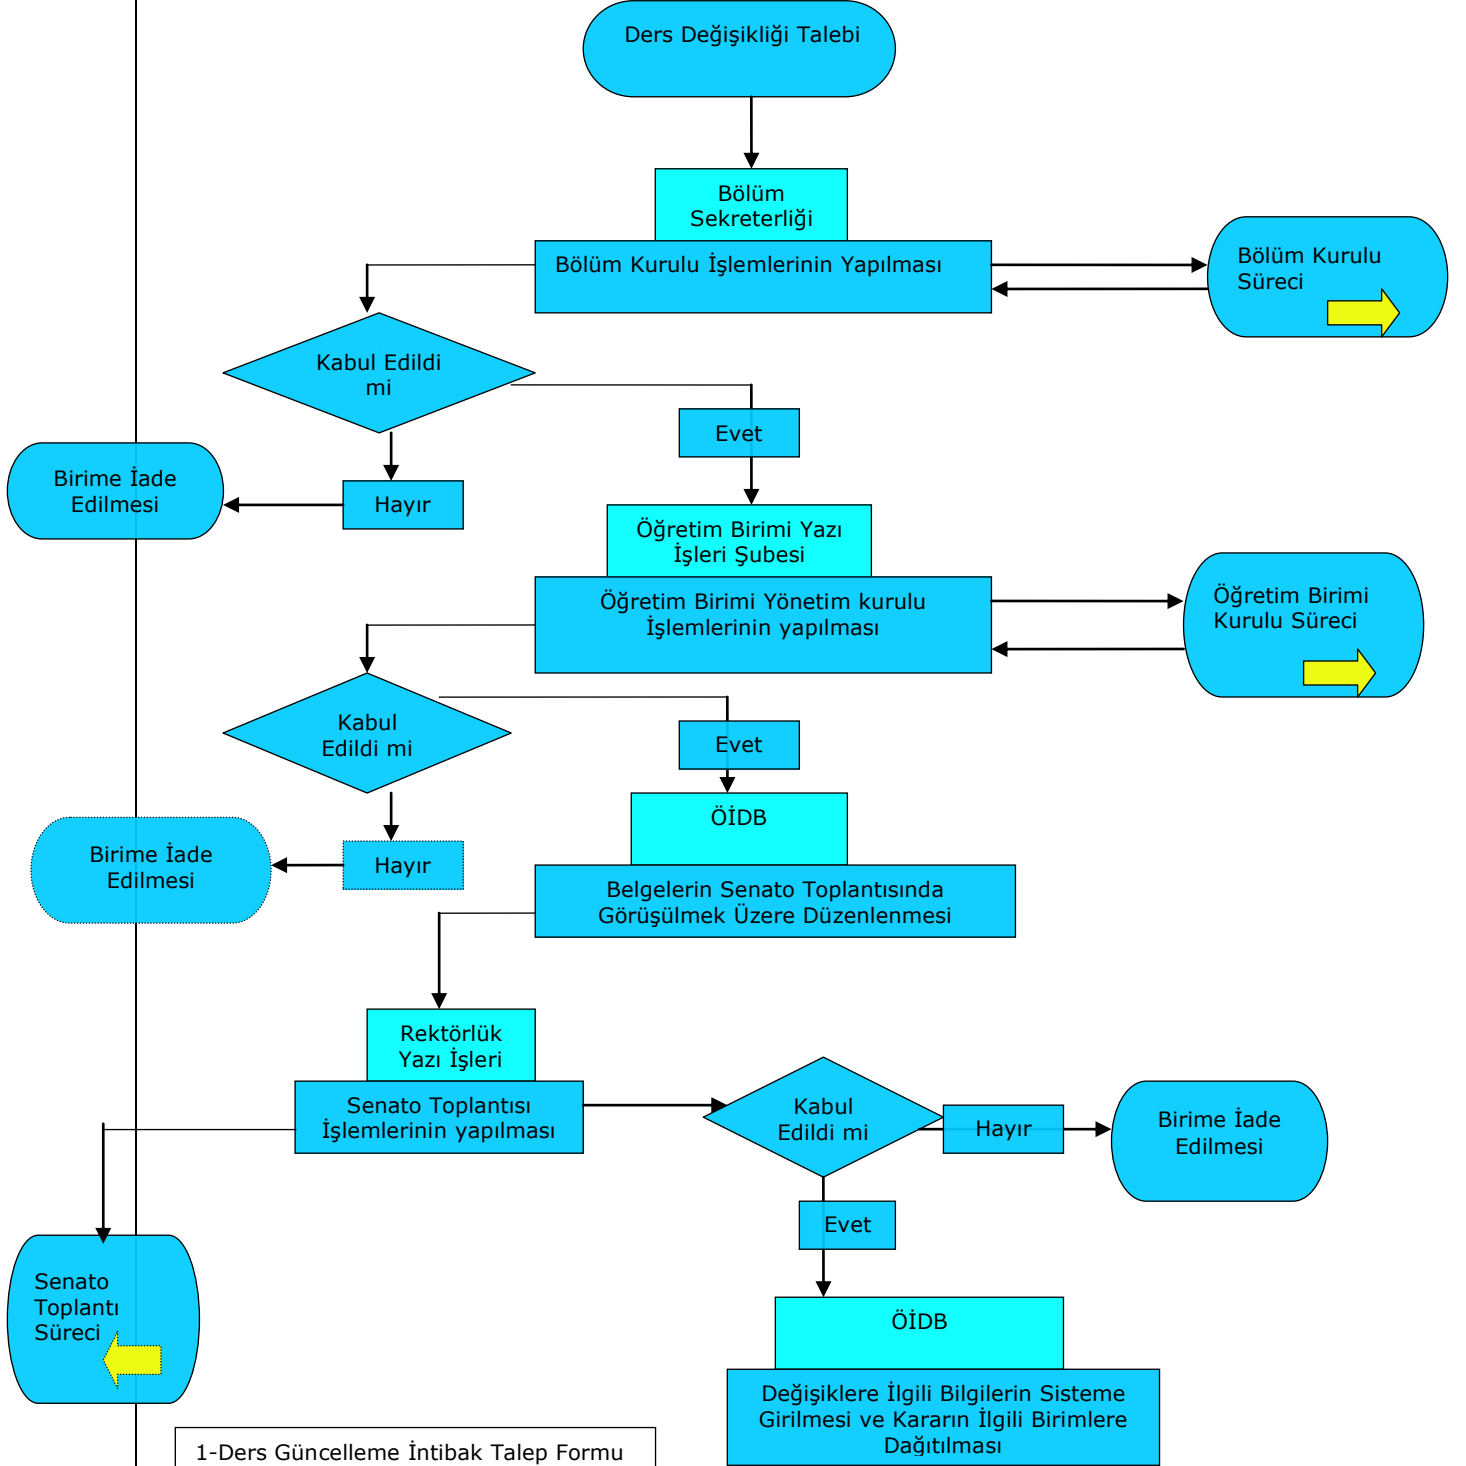 Ders Değişikliği Talebi
Bölüm
Sekreterliği
Bölüm Kurulu İşlemlerinin Yapılması
Bölüm Kurulu
Süreci
Kabul Edildi
mi
Evet
Birime İade
Edilmesi
Hayır
Öğretim Birimi Yazı
İşleri Şubesi
Öğretim Birimi Yönetim kurulu
İşlemlerinin yapılması
Öğretim Birimi
Kurulu Süreci
Kabul
Edildi mi
Evet
ÖİDB
Birime İade
Edilmesi
Hayır
Belgelerin Senato Toplantısında
Görüşülmek Üzere Düzenlenmesi
Rektörlük
Yazı İşleri
Senato Toplantısı
İşlemlerinin yapılması
Kabul
Edildi mi
Hayır
Birime İade
Edilmesi
Evet
Senato
Toplantı
Süreci
ÖİDB
Değişiklere İlgili Bilgilerin Sisteme
Girilmesi ve Kararın İlgili Birimlere
Dağıtılması
1-Ders Güncelleme İntibak Talep Formu